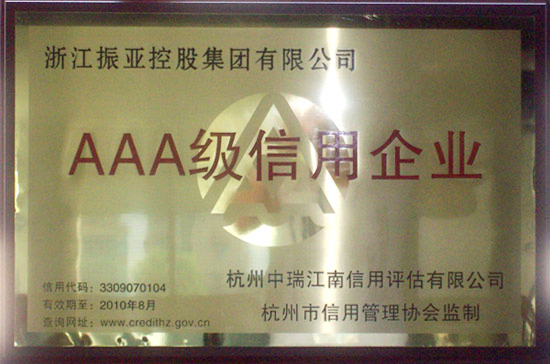 浙江振亚控股集团有限公司
AAA级信用企业
信用代码：3309070104
有效期至：2010年8月
查询网址：www.credithz.gov.cn
杭州中瑞江南信用评估有限公司
杭州市信用管理协会监制